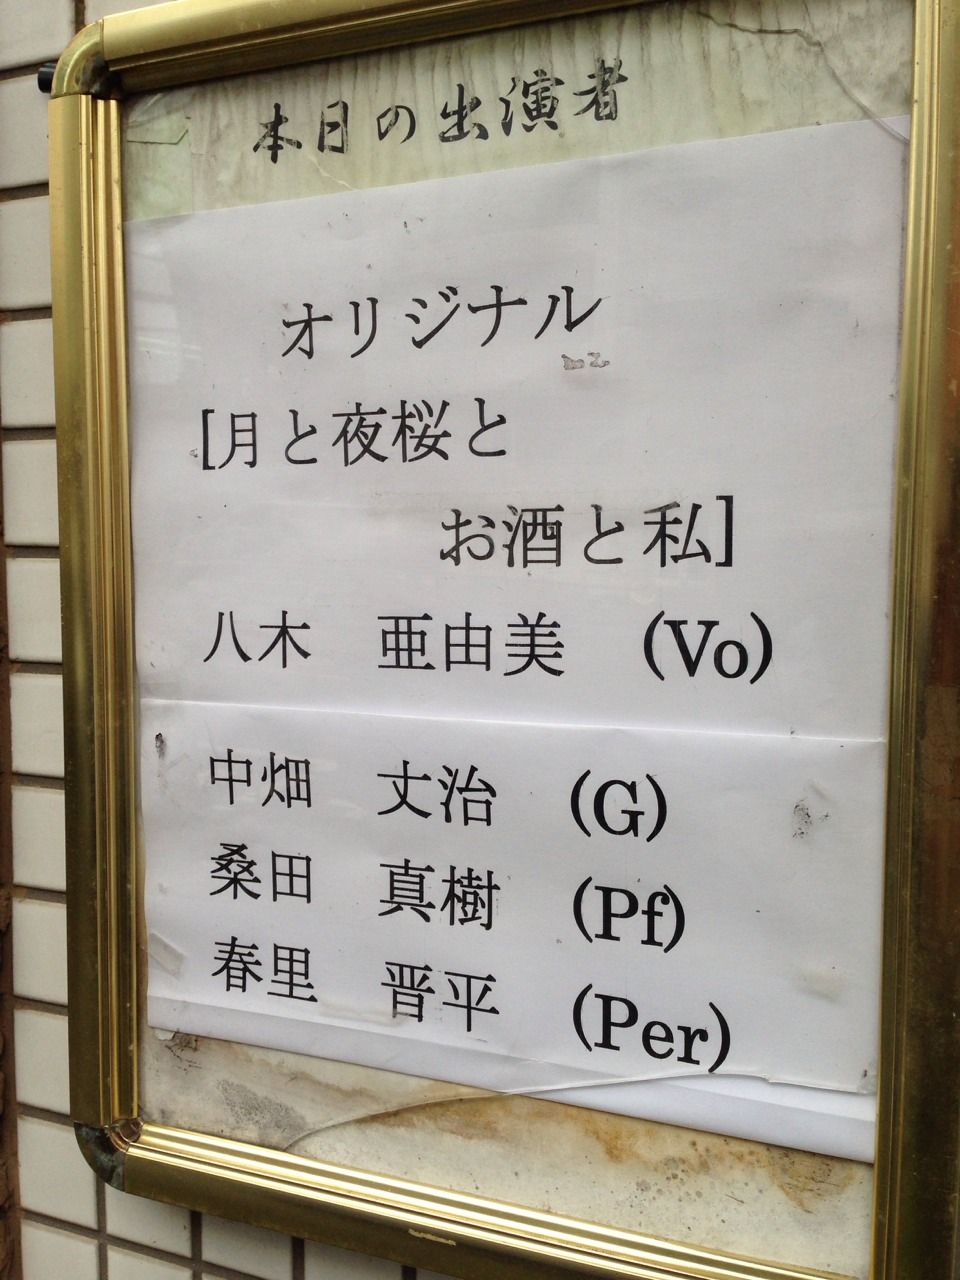 本日の出演者
オリジナル
[月と夜桜と
お酒と私]
八木 亜由美 (Vo)
中畑 丈治 (G)
桑田 真樹 (Pf)
春里 晋平 (Per)